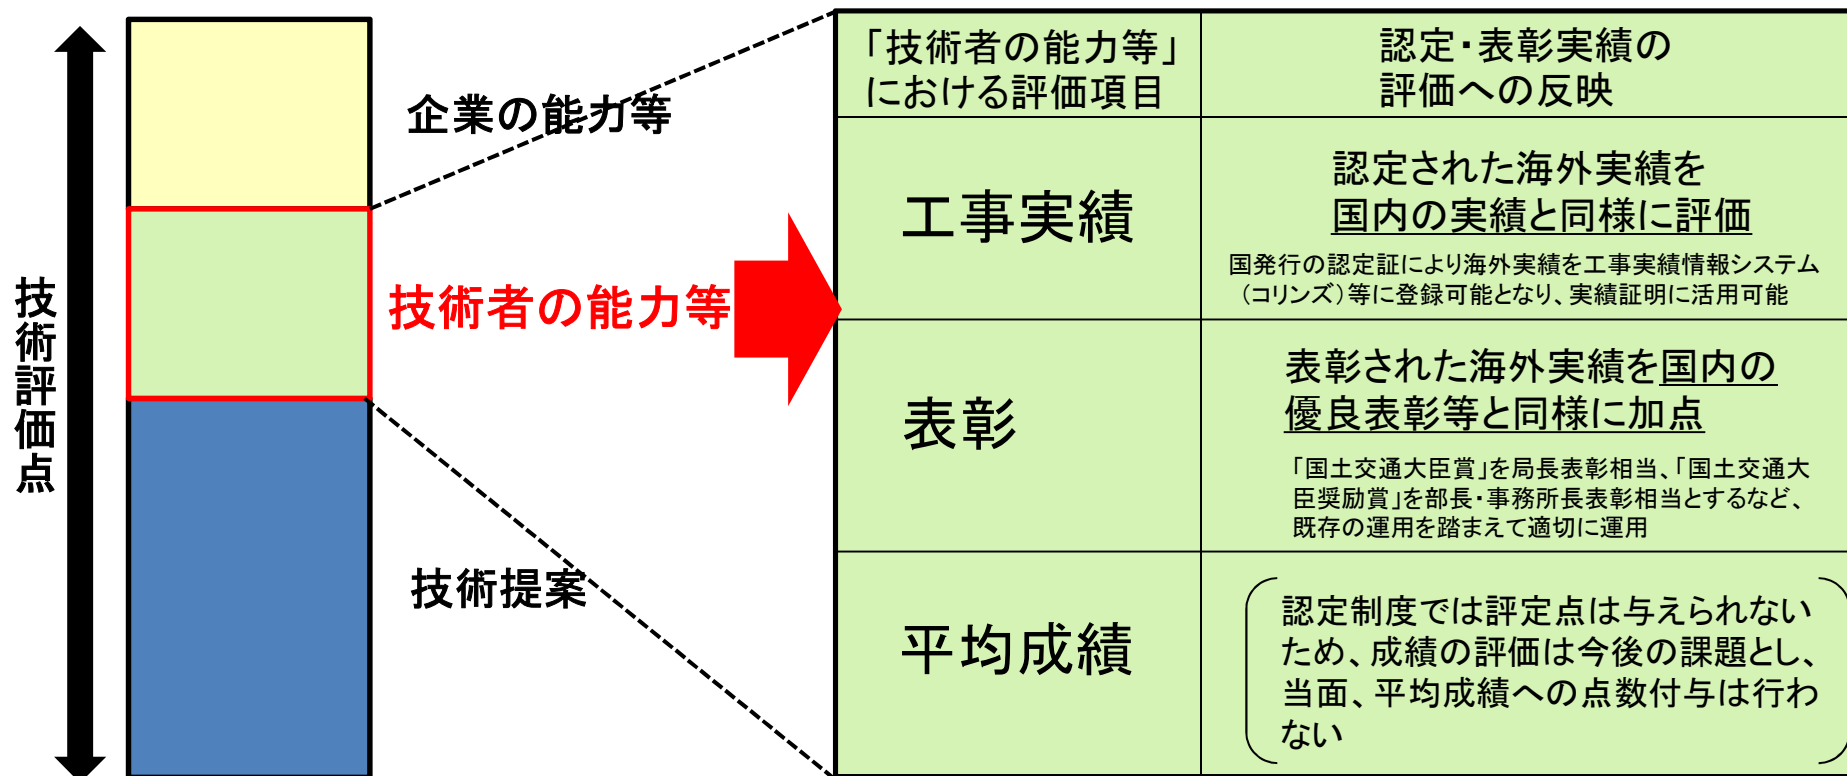 技術評価点
企業の能力等
技術者の能力等
技術提案
「技術者の能力等」
における評価項目
認定・表彰実績の
評価への反映
工事実績
認定された海外実績を
国内の実績と同様に評価
国発行の認定証により海外実績を工事実績情報システム
（コリンズ）等に登録可能となり、実績証明に活用可能
表彰
表彰された海外実績を国内の
優良表彰等と同様に加点
「国土交通大臣賞」を局長表彰相当、「国土交通大
臣奨励賞」を部長・事務所長表彰相当とするなど、
既存の運用を踏まえて適切に運用
平均成績
認定制度では評定点は与えられない
ため、成績の評価は今後の課題とし、
当面、平均成績への点数付与は行わ
ない